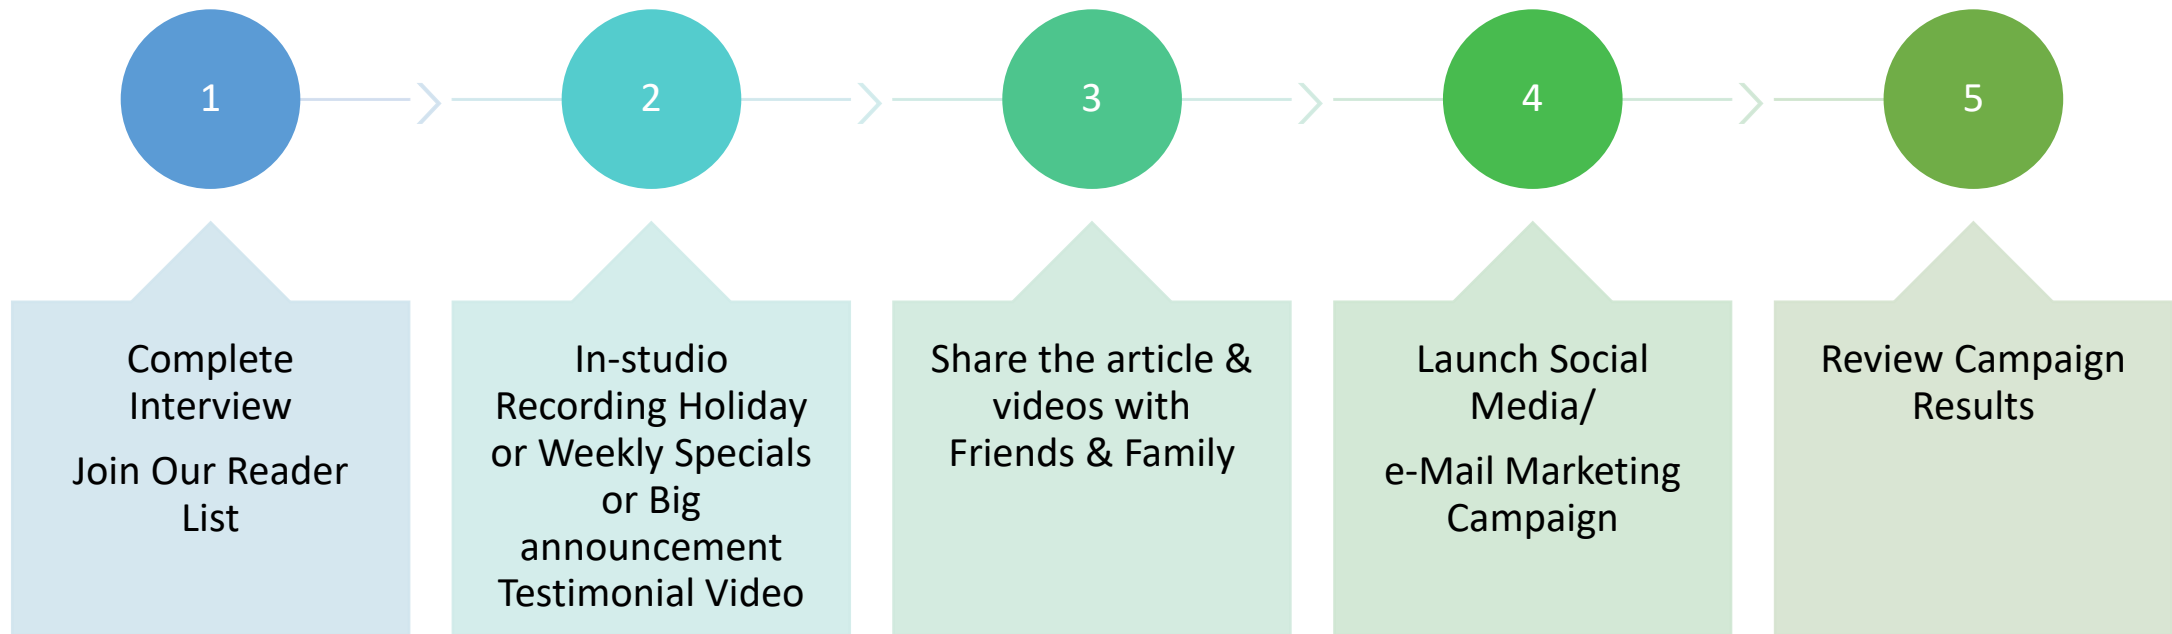 1
2
3
4
5
Complete
Interview
Join Our Reader
List
In-studio
Recording Holiday
or Weekly Specials
or Big
announcement
Testimonial Video
Share the article &
videos with
Friends & Family
Launch Social
Media/
e-Mail Marketing
Campaign
Review Campaign
Results